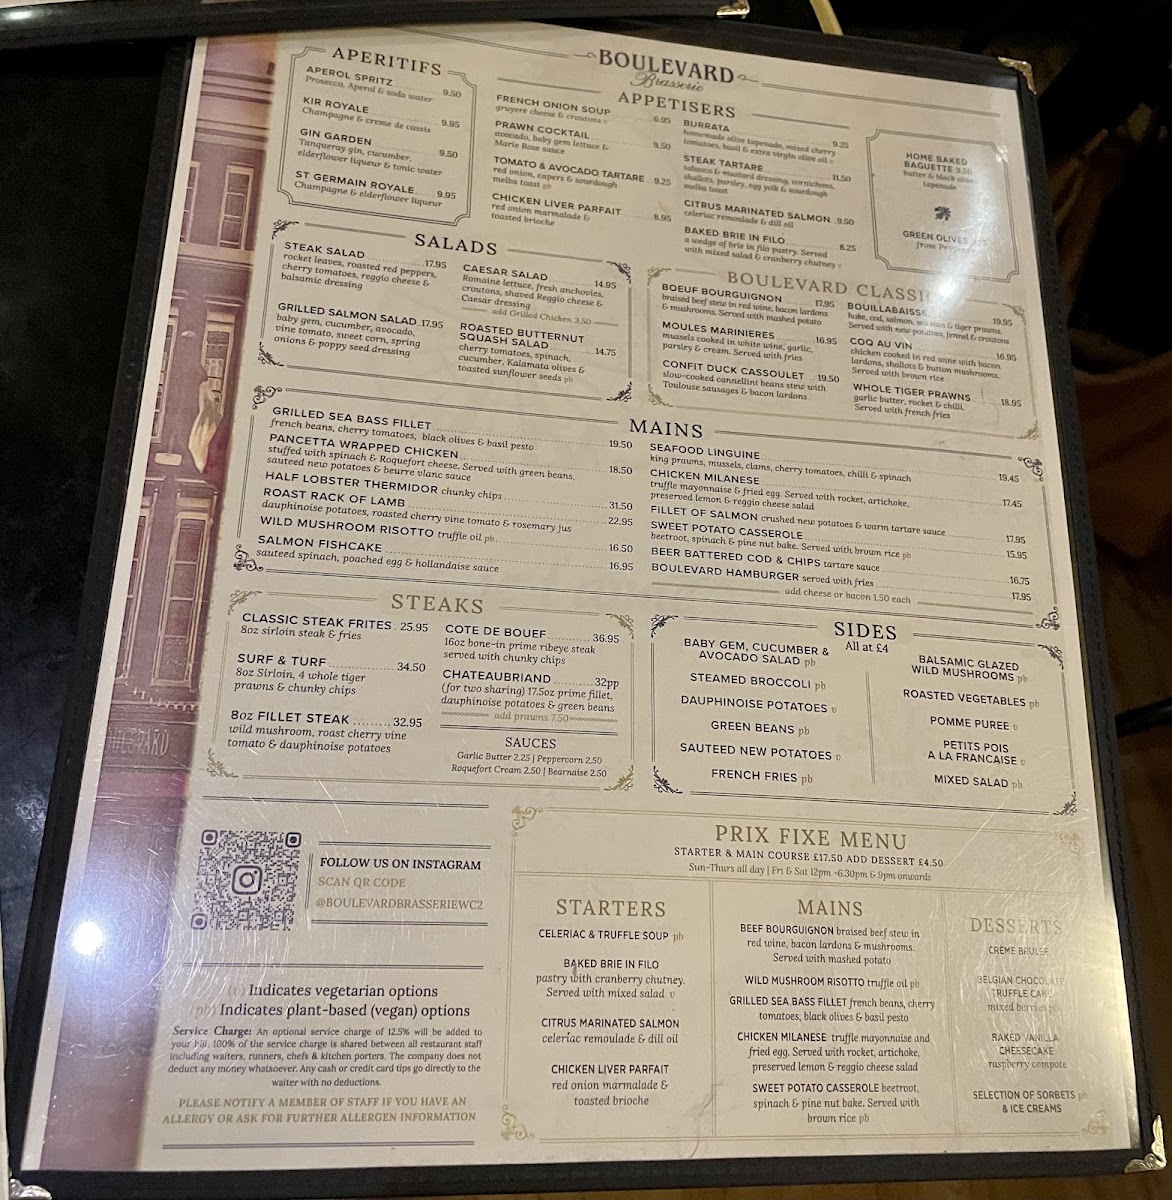 BOULEVARD
Brasserie
APERITIFS
APEROL SPRITZ 9.50
Prosecco, Aperol & soda water
KIR ROYALE 9.95
Champagne & creme de cassis
GIN GARDEN 9.50
Tanqueray gin, cucumber,
elderflower liqueur & tonic water
ST GERMAIN ROYALE 9.95
Champagne & elderflower liqueur
APPETISERS
FRENCH ONION SOUP 6.95
gruyere cheese & croutons
PRAWN COCKTAIL 9.50
avocado, baby gem lettuce &
Marie Rose sauce
TOMATO & AVOCADO TARTARE 9.25
red onion, capers & sourdough
melba toast pb
CHICKEN LIVER PARFAIT 8.95
red onion marmalade &
toasted brioche
BURRATA 9.25
homemade olive tapenade, mixed cherry
tomatoes, basil & extra virgin olive oil v
STEAK TARTARE 11.50
tabasco & mustard dressing, cornichons,
shallots, parsley, egg yolk & sourdough
melba toast
CITRUS MARINATED SALMON 9.50
celeriac remoulade & dill oil
BAKED BRIE IN FILO 8.25
a wedge of brie in filo pastry. Served
with mixed salad & cranberry chutney v
HOME BAKED
BAGUETTE 3.50
butter & black olive
tapenade
GREEN OLIVES
from
SALADS
STEAK SALAD 17.95
rocket leaves, roasted red peppers,
cherry tomatoes, reggio cheese &
balsamic dressing
GRILLED SALMON SALAD 17.95
baby gem, cucumber, avocado,
vine tomato, sweet corn, spring
onions & poppy seed dressing
CAESAR SALAD 14.95
Romaine lettuce, fresh anchovies,
croutons, shaved Reggio cheese &
Caesar dressing
add Grilled Chicken 3.50
ROASTED BUTTERNUT
SQUASH SALAD 14.75
cherry tomatoes, spinach,
cucumber, Kalamata olives &
toasted sunflower seeds pb
BOULEVARD
BOEUF BOURGUIGNON 17.95
braised beef stew in red wine, bacon lardons
& mushrooms. Served with mashed potato
MOULES MARINIERES 16.95
mussels cooked in white wine, garlic,
parsley & cream. Served with fries
CONFIT DUCK CASSOULET 19.50
slow-cooked cannellini beans stew with
Toulouse sausages & bacon lardons
BOUILLABAISSE 19.95
hake, cod, salmon, sea bass & tiger prawns.
Served with new potatoes, fennel & croutons
COQ AU VIN 16.95
chicken cooked in red wine with bacon
lardons, shallots & button mushrooms.
Served with brown rice
WHOLE TIGER PRAWNS 18.95
garlic butter, rocket & chilli.
Served with french fries
MAINS
GRILLED SEA BASS FILLET 19.50
french beans, cherry tomatoes, black olives & basil pesto
PANCETTA WRAPPED CHICKEN 18.50
stuffed with spinach & Roquefort cheese. Served with green beans,
sauteed new potatoes & beurre vlanc sauce
HALF LOBSTER THERMIDOR chunky chips 31.50
ROAST RACK OF LAMB 22.95
dauphinoise potatoes, roasted cherry vine tomato & rosemary jus
WILD MUSHROOM RISOTTO truffle oil pb 16.50
SALMON FISHCAKE 16.95
sauteed spinach, poached egg & hollandaise sauce
SEAFOOD LINGUINE 19.45
king prawns, mussels, clams, cherry tomatoes, chilli & spinach
CHICKEN MILANESE 17.45
truffle mayonnaise & fried egg. Served with rocket, artichoke,
preserved lemon & reggio cheese salad
FILLET OF SALMON crushed new potatoes & warm tartare sauce 17.95
SWEET POTATO CASSEROLE 15.95
beetroot, spinach & pine nut bake. Served with brown rice pb
BEER BATTERED COD & CHIPS tartare sauce 16.75
BOULEVARD HAMBURGER served with fries 17.95
add cheese or bacon 1.50 each
STEAKS
CLASSIC STEAK FRITES 25.95
8oz sirloin steak & fries
SURF & TURF 34.50
8oz Sirloin, 4 whole tiger
prawns & chunky chips
8oz FILLET STEAK 32.95
wild mushroom, roast cherry vine
tomato & dauphinoise potatoes
COTE DE BOUEF 36.95
16oz bone-in prime ribeye steak
served with chunky chips
CHATEAUBRIAND 32pp
(for two sharing) 17.5oz prime fillet,
dauphinoise potatoes & green beans
add prawns 7.50
SAUCES
Garlic Butter 2.25 | Peppercorn 2.50
Roquefort Cream 2.50 | Bearnaise 2.50
SIDES
All at £4
BABY GEM, CUCUMBER &
AVOCADO SALAD pb
STEAMED BROCCOLI pb
DAUPHINOISE POTATOES v
GREEN BEANS pb
SAUTEED NEW POTATOES v
FRENCH FRIES pb
BALSAMIC GLAZED
WILD MUSHROOMS pb
ROASTED VEGETABLES pb
POMME PUREE v
PETITS POIS
A LA FRANCAISE v
MIXED SALAD pb
FOLLOW US ON INSTAGRAM
SCAN QR CODE
@BOULEVARDBRASSERIEWC2
(v) Indicates vegetarian options
(pb) Indicates plant-based (vegan) options
Service Charge: An optional service charge of 12.5% will be added to
your bill. 100% of the service charge is shared between all restaurant staff
including waiters, runners, chefs & kitchen porters. The company does not
deduct any money whatsoever. Any cash or credit card tips go directly to the
waiter with no deductions.
PLEASE NOTIFY A MEMBER OF STAFF IF YOU HAVE AN
ALLERGY OR ASK FOR FURTHER ALLERGEN INFORMATION
PRIX FIXE MENU
STARTER & MAIN COURSE £17.50 ADD DESSERT £4.50
Sun-Thurs all day | Fri & Sat 12pm -6.30pm & 9pm onwards
STARTERS
CELERIAC & TRUFFLE SOUP pb
BAKED BRIE IN FILO
pastry with cranberry chutney.
Served with mixed salad v
CITRUS MARINATED SALMON
celeriac remoulade & dill oil
CHICKEN LIVER PARFAIT
red onion marmalade &
toasted brioche
MAINS
BEEF BOURGUIGNON braised beef stew in
red wine, bacon lardons & mushrooms.
Served with mashed potato
WILD MUSHROOM RISOTTO truffle oil pb
GRILLED SEA BASS FILLET french beans, cherry
tomatoes, black olives & basil pesto
CHICKEN MILANESE truffle mayonnaise and
fried egg. Served with rocket, artichoke,
preserved lemon & reggio cheese salad
SWEET POTATO CASSEROLE beetroot,
spinach & pine nut bake. Served with
brown rice pb
DESSERTS
CRÈME BRULEE
BELGIAN CHOCOLATE
TRUFFLE CAKE
mixed berries
BAKED VANILLA
CHEESECAKE
raspberry compote
SELECTION OF SORBETS pb
& ICE CREAMS
BOULEVARD